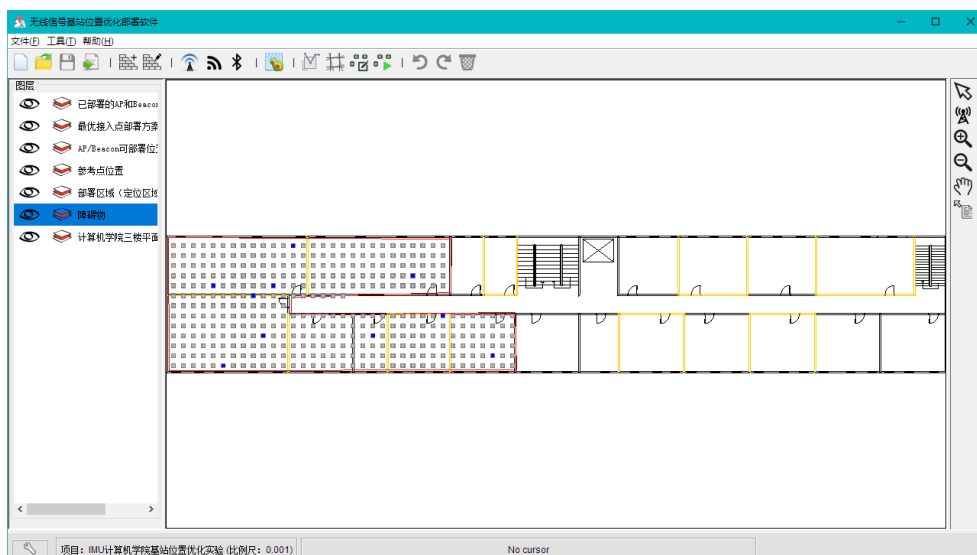 无线信号基站位置优化部署软件
文件(F) 工具(T) 帮助(H)
图层
已部署的AP和Beacon
最优接入点部署方案
AP/Beacon可部署位
参考点位置
部署区域（定位区域
障碍物
计算机学院三楼平面
项目: IMU计算机学院基站位置优化实验 (比例尺: 0.001)
No cursor